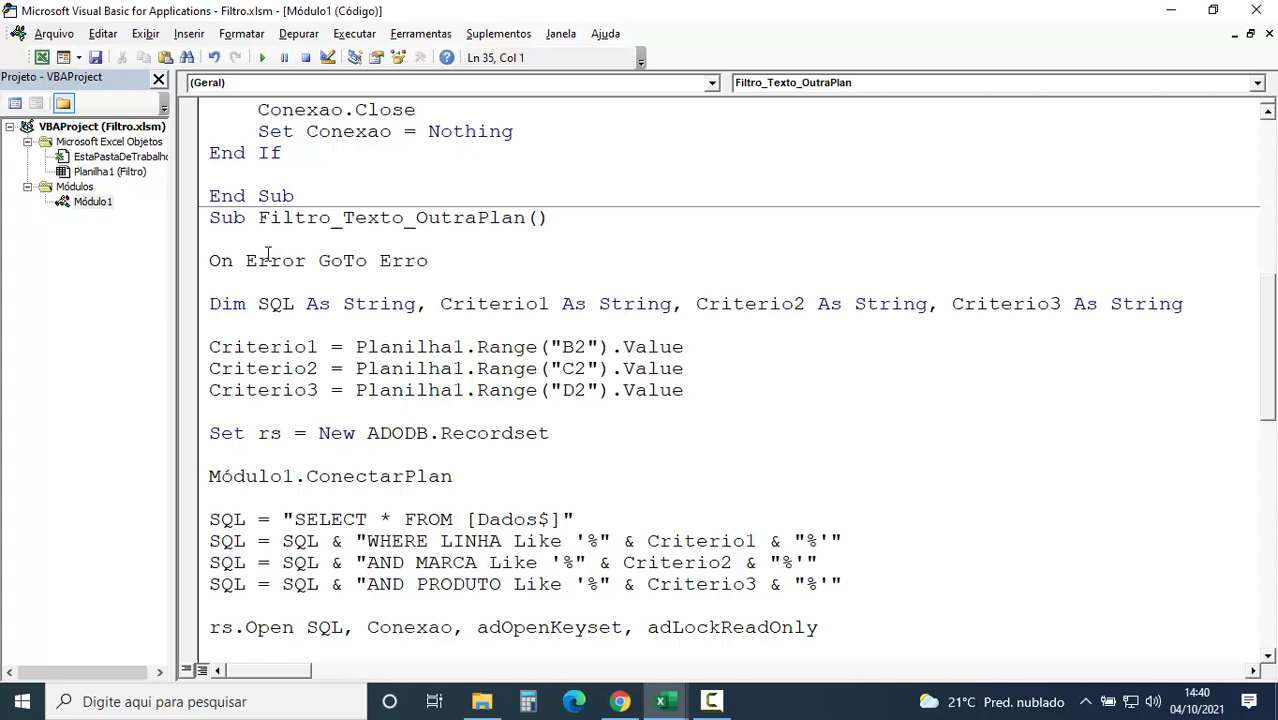 Microsoft Visual Basic for Applications - Filtro.xlsm - [Módulo1 (Código)]
Arquivo Editar Exibir Inserir Formatar Depurar Executar Ferramentas Suplementos Janela Ajuda
Ln 35, Col 1
Projeto - VBAProject
(Geral)
Filtro_Texto_OutraPlan
VBAProject (Filtro.xlsm)
Microsoft Excel Objetos
EstaPastaDeTrabalho
Planilha1 (Filtro)
Módulos
Módulo1
Conexao.Close
Set Conexao = Nothing
End If
End Sub
Sub Filtro_Texto_OutraPlan()
On Error GoTo Erro
Dim SQL As String, Criterio1 As String, Criterio2 As String, Criterio3 As String
Criterio1 = Planilha1.Range("B2").Value
Criterio2 = Planilha1.Range("C2").Value
Criterio3 = Planilha1.Range("D2").Value
Set rs = New ADODB.Recordset
Módulo1.ConectarPlan
SQL = "SELECT * FROM [Dados$]"
SQL = SQL & "WHERE LINHA Like '%" & Criterio1 & "%'"
SQL = SQL & "AND MARCA Like '%" & Criterio2 & "%'"
SQL = SQL & "AND PRODUTO Like '%" & Criterio3 & "%'"
rs.Open SQL, Conexao, adOpenKeyset, adLockReadOnly
Digite aqui para pesquisar
21°C Pred. nublado
14:40
04/10/2021